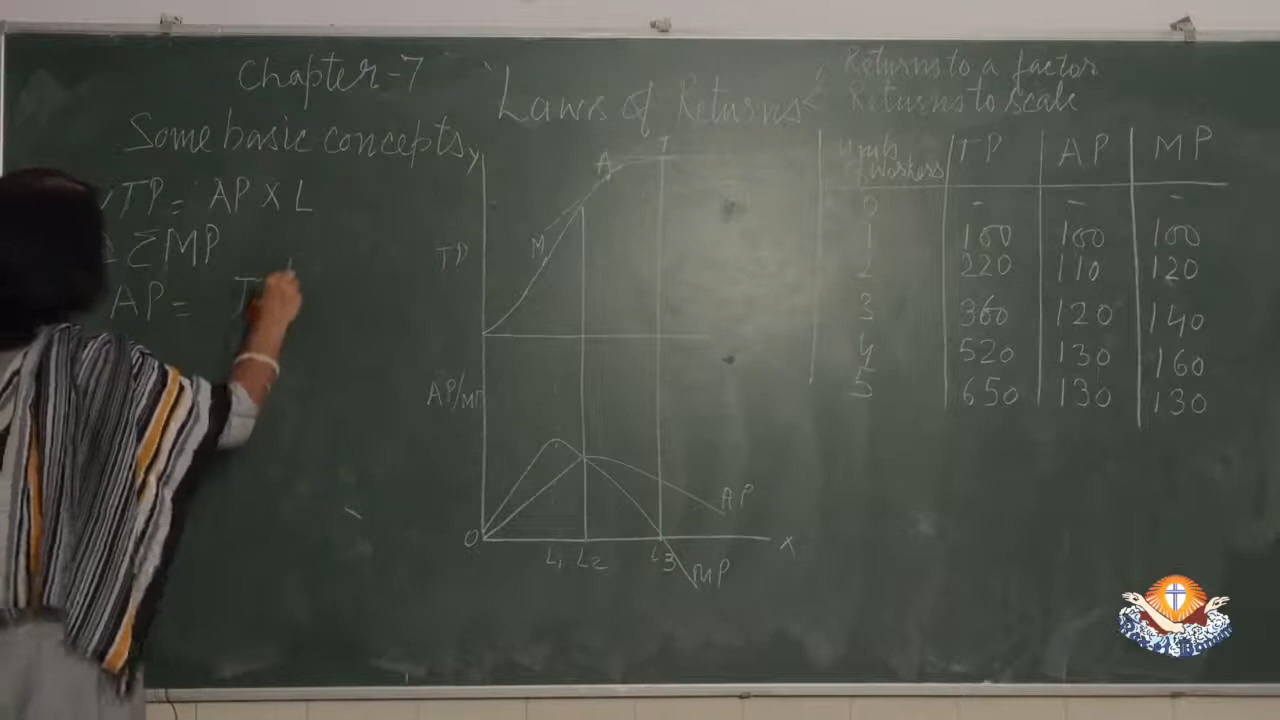 Chapter-7
Laws of Returns
Returns to a factor
Returns to scale
Some basic concepts
TP = AP X L
ΣMP
AP = T
Y
TP
M
A
T
AP/MP
O
L1 L2 L3
X
AP
MP
Units of Workers TP AP MP
0 - - -
1 100 100 100
2 220 110 120
3 360 120 140
4 520 130 160
5 650 130 130